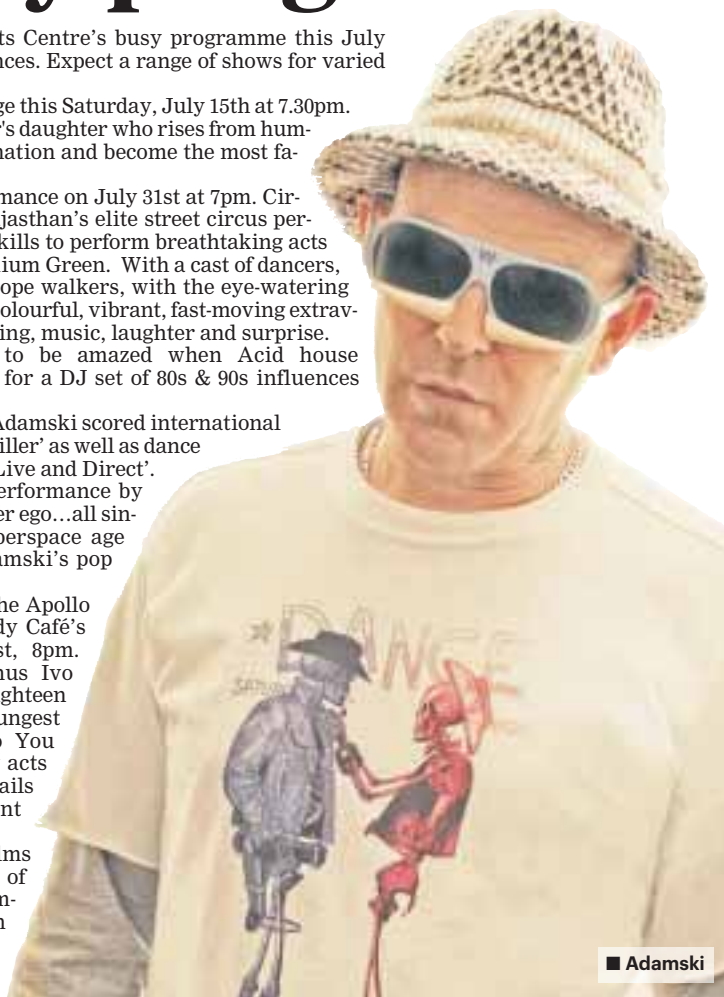 ts Centre's busy programme this July
nces. Expect a range of shows for varied
ge this Saturday, July 15th at 7.30pm.
r's daughter who rises from hum-
nation and become the most fa-
mance on July 31st at 7pm. Cir-
jasthan's elite street circus per-
kills to perform breathtaking acts
nium Green. With a cast of dancers,
ope walkers, with the eye-watering
olourful, vibrant, fast-moving extrav-
ing, music, laughter and surprise.
to be amazed when Acid house
for a DJ set of 80s & 90s influences
Adamski scored international
iller' as well as dance
Live and Direct'.
erformance by
er ego...all sin-
perspace age
amski's pop
he Apollo
dy Café's
st, 8pm.
nus Ivo
ghteen
ungest
o You
acts
ails
nt
lms
of
m-
n
DANCE
■ Adamski